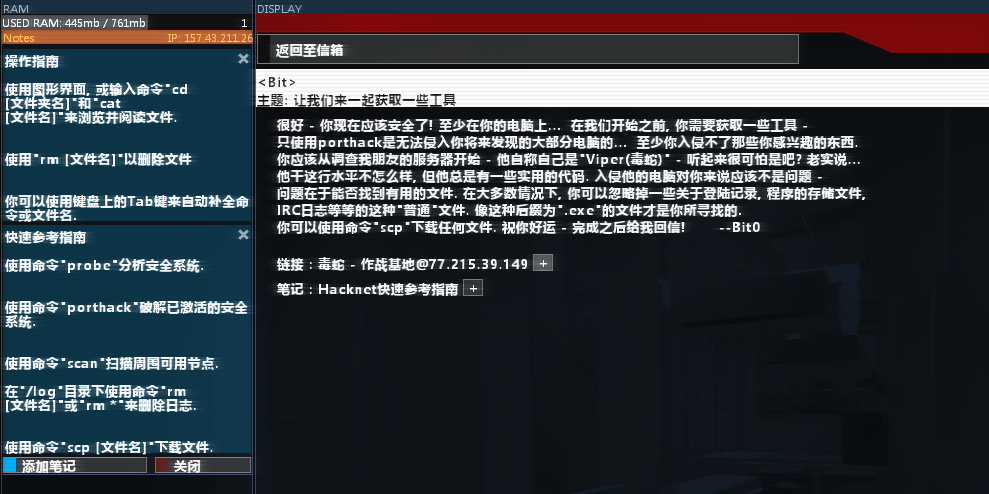 RAM
USED RAM: 445mb / 761mb 1
Notes IP: 157.43.211.26
操作指南
使用图形界面, 或输入命令"cd
[文件夹名]"和"cat
[文件名]"来浏览并阅读文件.
使用"rm [文件名]"以删除文件
你可以使用键盘上的Tab键来自动补全命
令或文件名.
快速参考指南
使用命令"probe"分析安全系统.
使用命令"porthack"破解已激活的安全
系统.
使用命令"scan"扫描周围可用节点.
在"/log"目录下使用命令"rm
[文件名]"或"rm *"来删除日志.
使用命令"scp [文件名]"下载文件.
添加笔记 关闭
DISPLAY
返回至信箱
<Bit>
主题: 让我们来一起获取一些工具
很好 - 你现在应该安全了! 至少在你的电脑上... 在我们开始之前, 你需要获取一些工具 -
只使用porthack是无法侵入你将来发现的大部分电脑的... 至少你入侵不了那些你感兴趣的东西.
你应该从调查我朋友的服务器开始 - 他自称自己是"Viper(毒蛇)" - 听起来很可怕是吧? 老实说...
他干这行水平不怎么样, 但他总是有一些实用的代码. 入侵他的电脑对你来说应该不是问题 -
问题在于能否找到有用的文件. 在大多数情况下, 你可以忽略掉一些关于登陆记录, 程序的存储文件,
IRC日志等等的这种"普通"文件. 像这种后缀为".exe"的文件才是你所寻找的.
你可以使用命令"scp"下载任何文件. 祝你好运 - 完成之后给我回信! --Bit0
链接 : 毒蛇 - 作战基地@77.215.39.149 +
笔记 : Hacknet快速参考指南 +